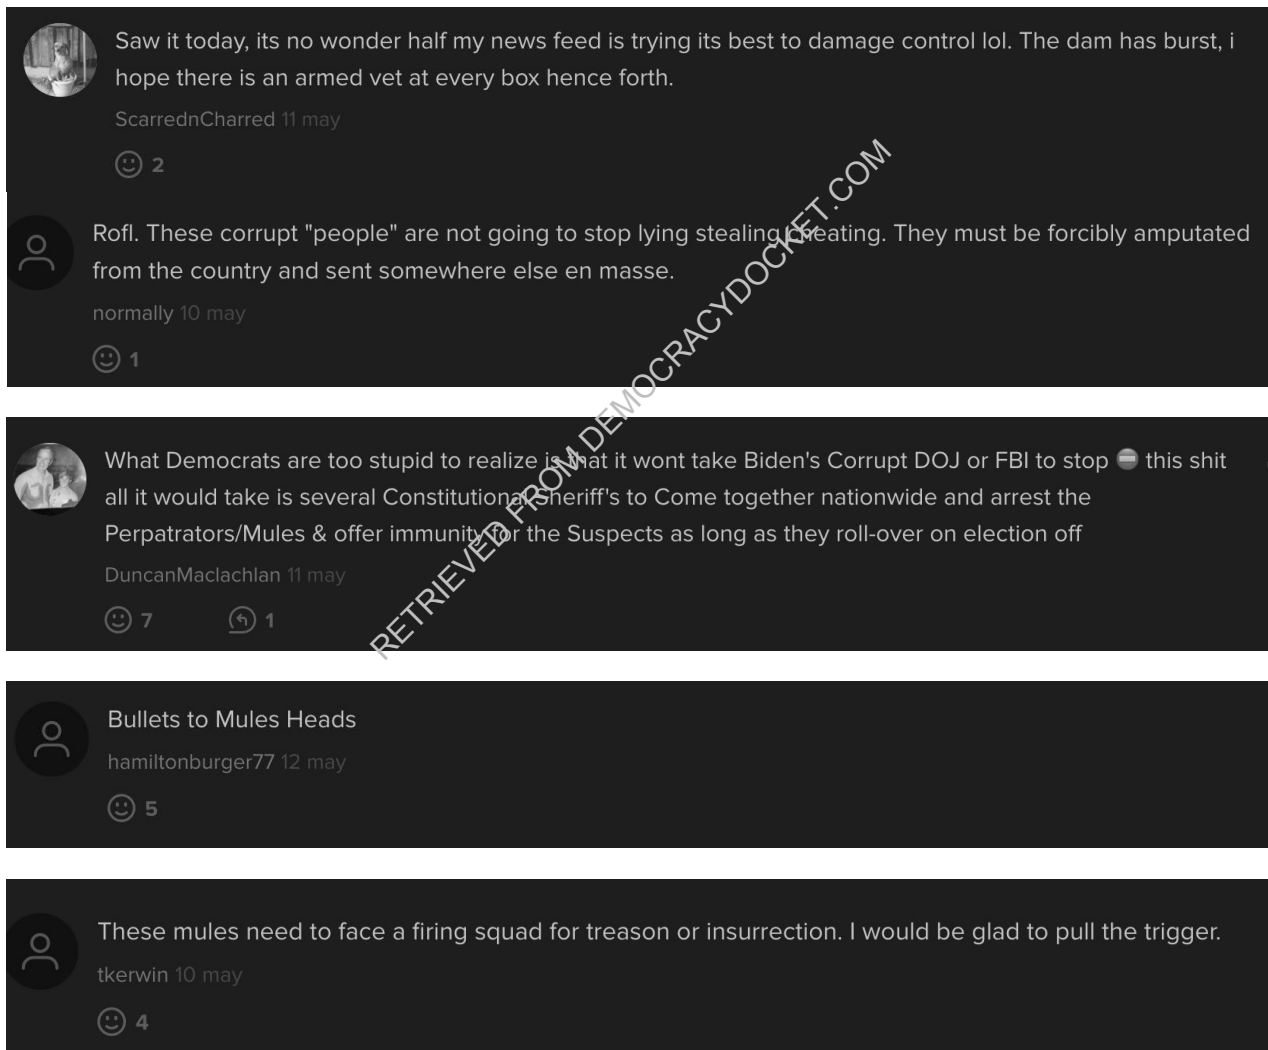 Saw it today, its no wonder half my news feed is trying its best to damage control lol. The dam has burst, i
hope there is an armed vet at every box hence forth.
ScarrednCharred 11 may
2
Rofl. These corrupt "people" are not going to stop lying stealing cheating. They must be forcibly amputated
from the country and sent somewhere else en masse.
normally 10 may
1
What Democrats are too stupid to realize is that it wont take Biden's Corrupt DOJ or FBI to stop ⛔ this shit
all it would take is several Constitutional Sheriff's to Come together nationwide and arrest the
Perpatrators/Mules & offer immunity for the Suspects as long as they roll-over on election off
DuncanMaclachlan 11 may
7 1
Bullets to Mules Heads
hamiltonburger77 12 may
5
These mules need to face a firing squad for treason or insurrection. I would be glad to pull the trigger.
tkerwin 10 may
4
RETRIEVED FROM DEMOCRACYDOCKET.COM